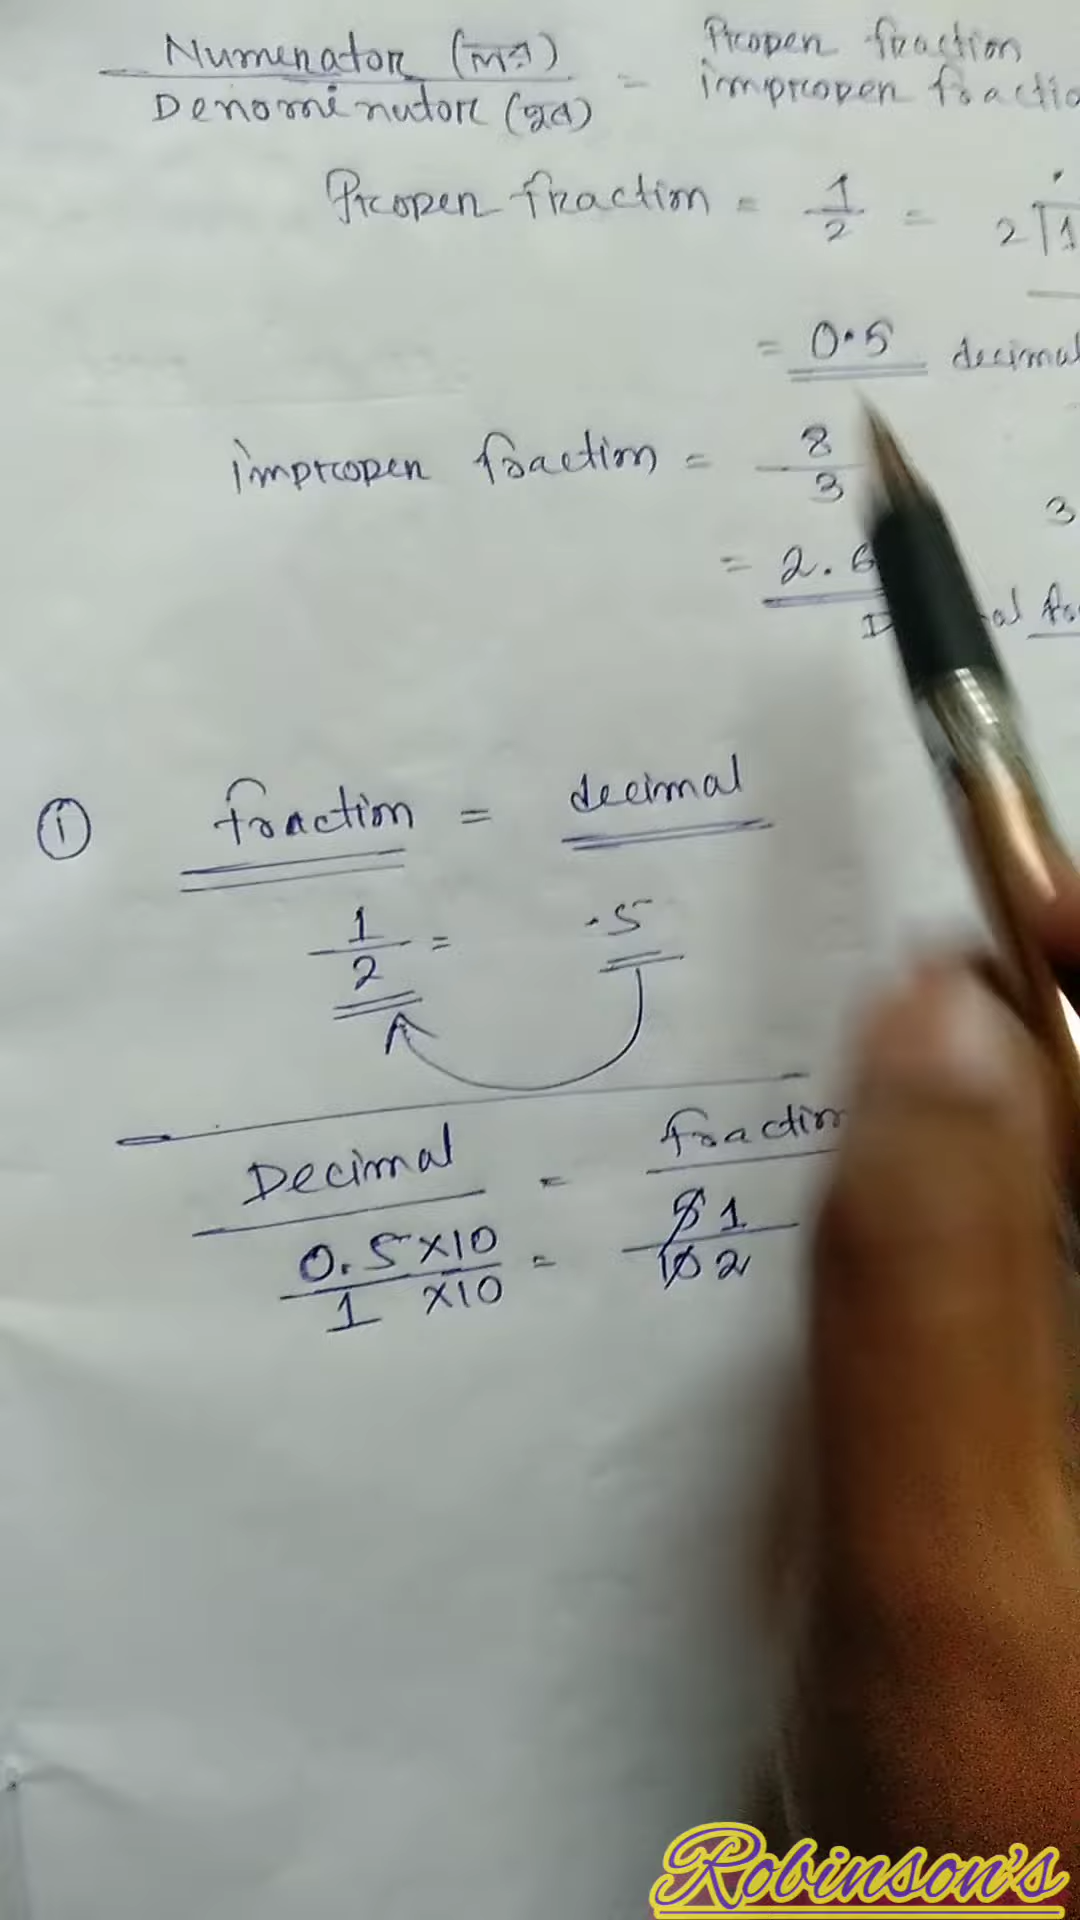 Numerator (লব)
Denominator (হর)
= Proper fraction
improper fractio
Proper fraction = 1/2 = 2√1
= 0.5 decimal
improper fraction = 8/3
3
= 2.6
① fraction = decimal
1/2 = .5
Decimal = fraction
0.5×10 / 1 ×10 = 5 1 / 10 2
Robinson's